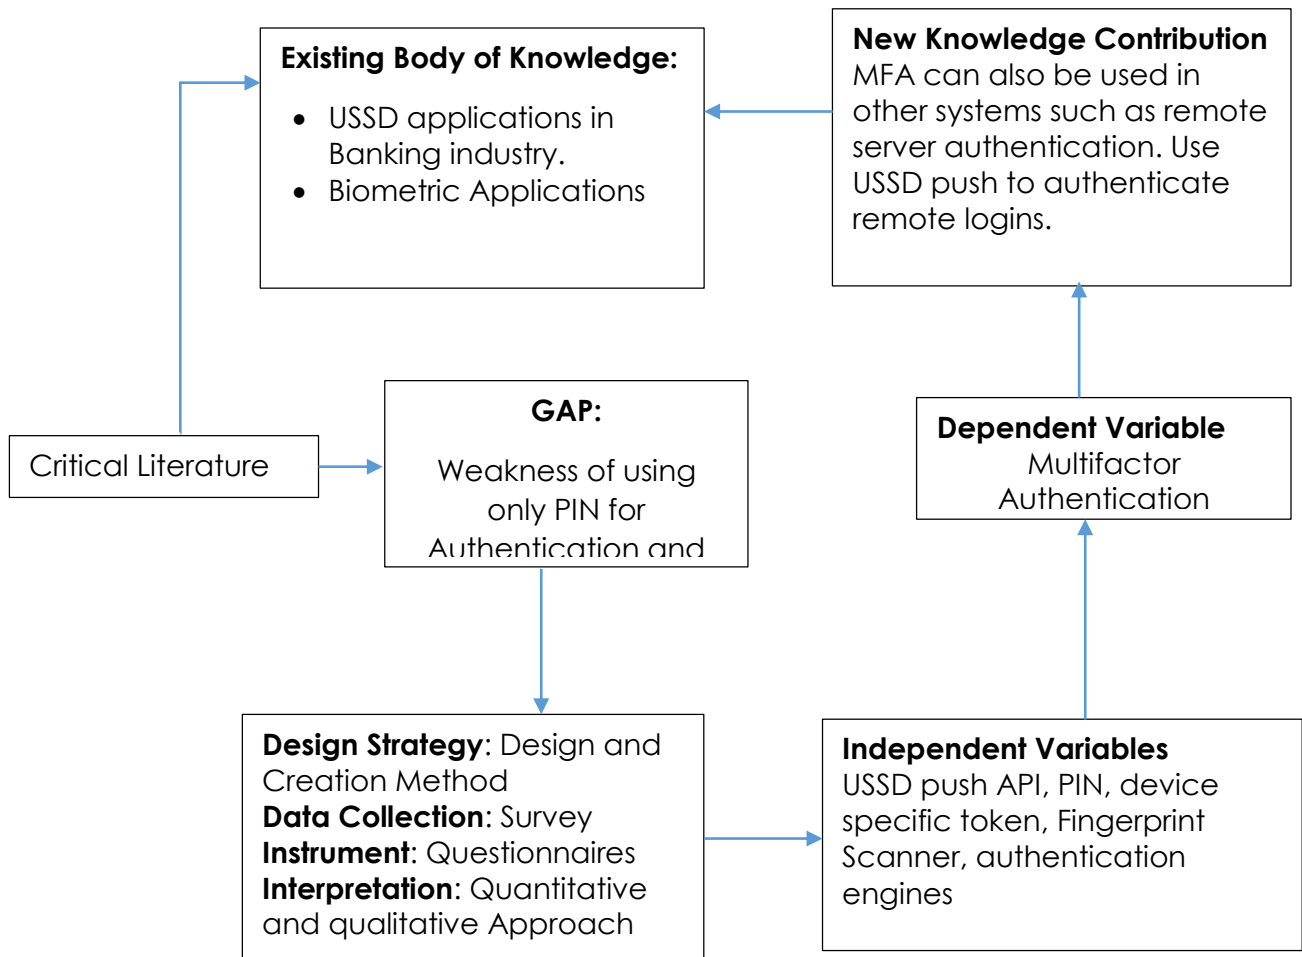 Existing Body of Knowledge:
• USSD applications in
Banking industry.
• Biometric Applications
New Knowledge Contribution
MFA can also be used in
other systems such as remote
server authentication. Use
USSD push to authenticate
remote logins.
Critical Literature
GAP:
Weakness of using
only PIN for
Authentication and
Dependent Variable
Multifactor
Authentication
Design Strategy: Design and
Creation Method
Data Collection: Survey
Instrument: Questionnaires
Interpretation: Quantitative
and qualitative Approach
Independent Variables
USSD push API, PIN, device
specific token, Fingerprint
Scanner, authentication
engines